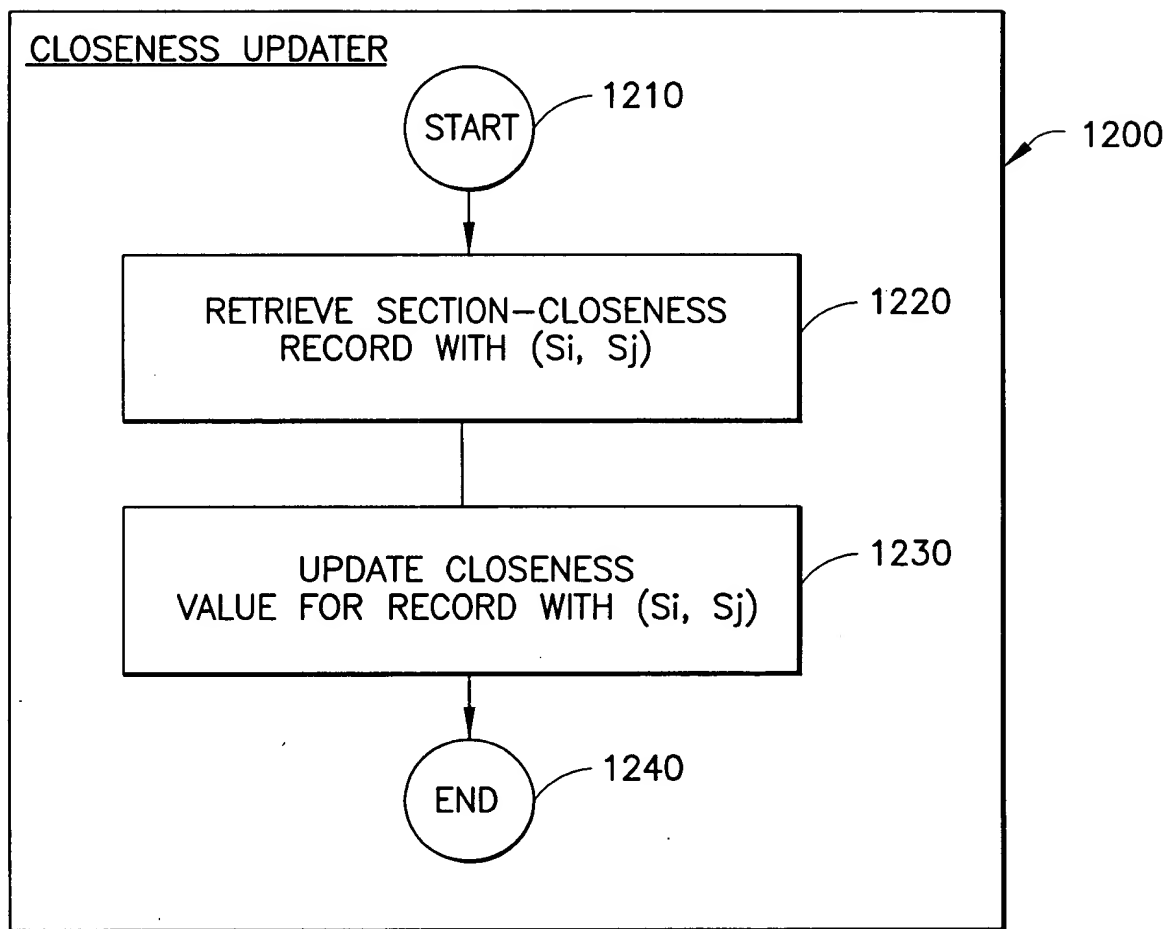 CLOSENESS UPDATER
START
1210
1200
RETRIEVE SECTION-CLOSENESS
RECORD WITH (Si, Sj)
1220
UPDATE CLOSENESS
VALUE FOR RECORD WITH (Si, Sj)
1230
END
1240